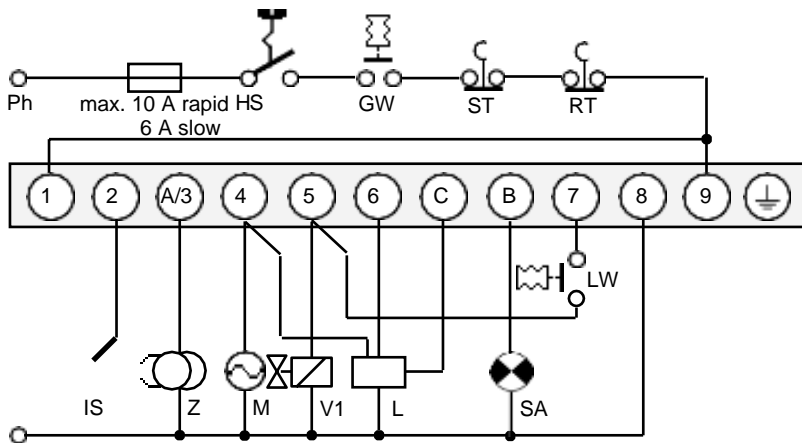 Ph
max. 10 A rapid
HS
GW
ST
RT
6 A slow
1 2 A/3 4 5 6 C B 7 8 9
LW
IS Z M V1 L SA